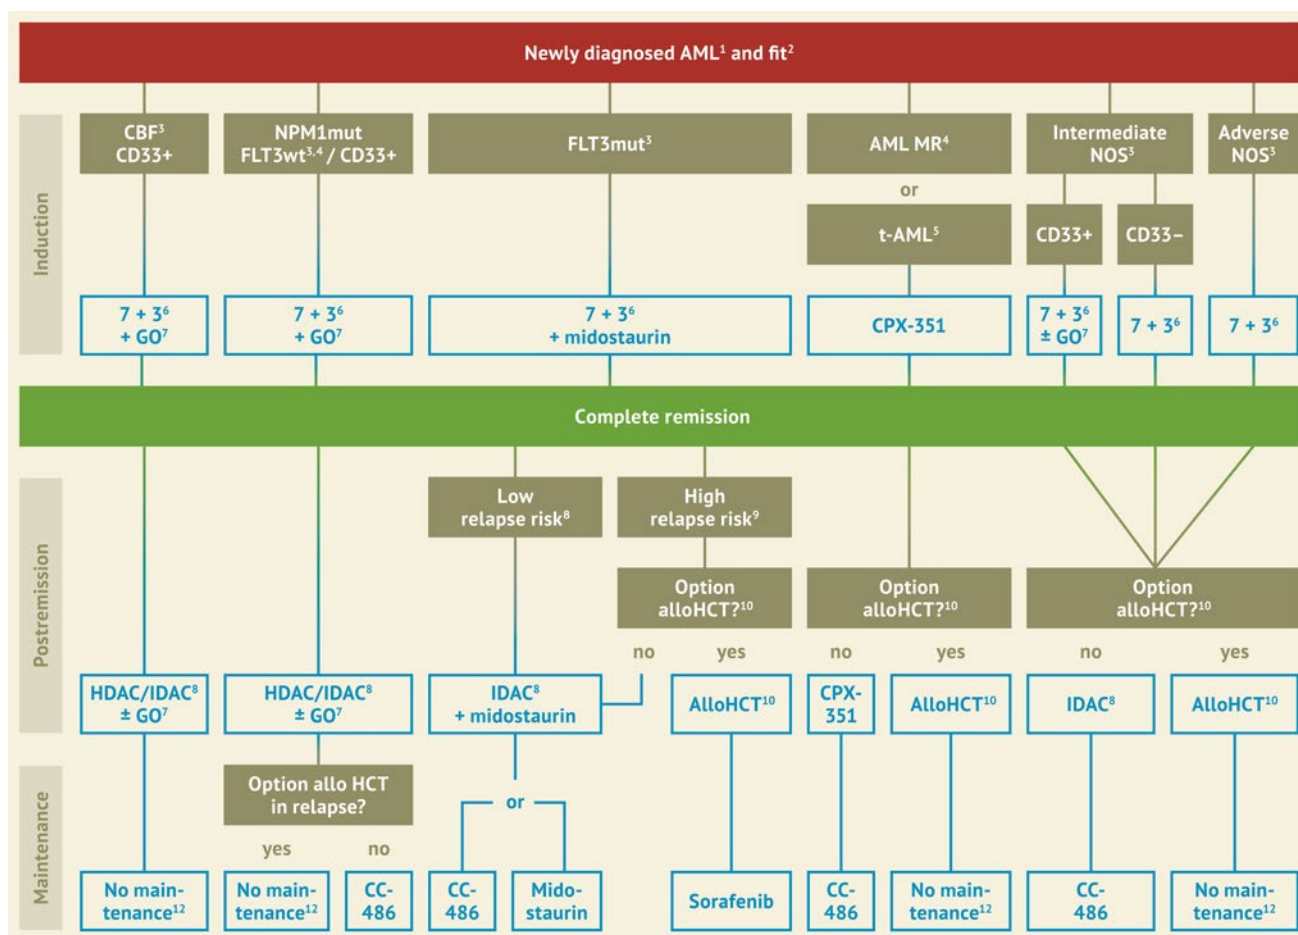 Newly diagnosed AML¹ and fit²
Induction
CBF³
CD33+
NPM1mut
FLT3wt³,⁴ / CD33+
FLT3mut³
AML MR⁴
or
t-AML⁵
Intermediate
NOS³
Adverse
NOS³
CD33+
CD33–
7 + 3⁶
+ GO⁷
7 + 3⁶
+ GO⁷
7 + 3⁶
+ midostaurin
CPX-351
7 + 3⁶
± GO⁷
7 + 3⁶
7 + 3⁶
Complete remission
Postremission
Low
relapse risk⁸
High
relapse risk⁹
Option
alloHCT?¹⁰
Option
alloHCT?¹⁰
Option
alloHCT?¹⁰
no
yes
no
yes
no
yes
HDAC/IDAC⁸
± GO⁷
HDAC/IDAC⁸
± GO⁷
IDAC⁸
+ midostaurin
AlloHCT¹⁰
CPX-
351
AlloHCT¹⁰
IDAC⁸
AlloHCT¹⁰
Maintenance
Option allo HCT
in relapse?
or
yes
no
No main-
tenance¹²
No main-
tenance¹²
CC-
486
CC-
486
Mido-
staurin
Sorafenib
CC-
486
No main-
tenance¹²
CC-
486
No main-
tenance¹²